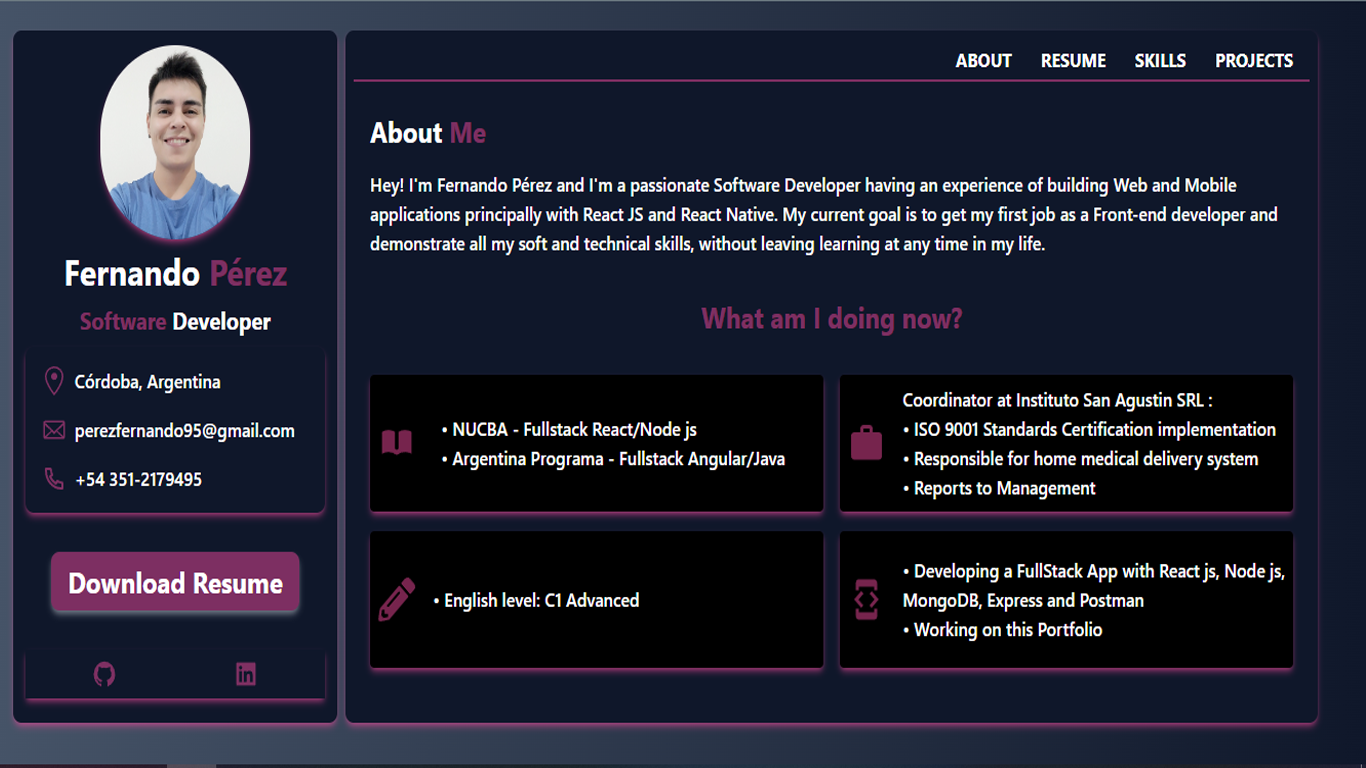 Fernando Pérez
Software Developer
Córdoba, Argentina
perezfernando95@gmail.com
+54 351-2179495
Download Resume
ABOUT RESUME SKILLS PROJECTS
About Me
Hey! I'm Fernando Pérez and I'm a passionate Software Developer having an experience of building Web and Mobile
applications principally with React JS and React Native. My current goal is to get my first job as a Front-end developer and
demonstrate all my soft and technical skills, without leaving learning at any time in my life.
What am I doing now?
• NUCBA - Fullstack React/Node js
• Argentina Programa - Fullstack Angular/Java
Coordinator at Instituto San Agustin SRL :
• ISO 9001 Standards Certification implementation
• Responsible for home medical delivery system
• Reports to Management
• English level: C1 Advanced
• Developing a FullStack App with React js, Node js,
MongoDB, Express and Postman
• Working on this Portfolio